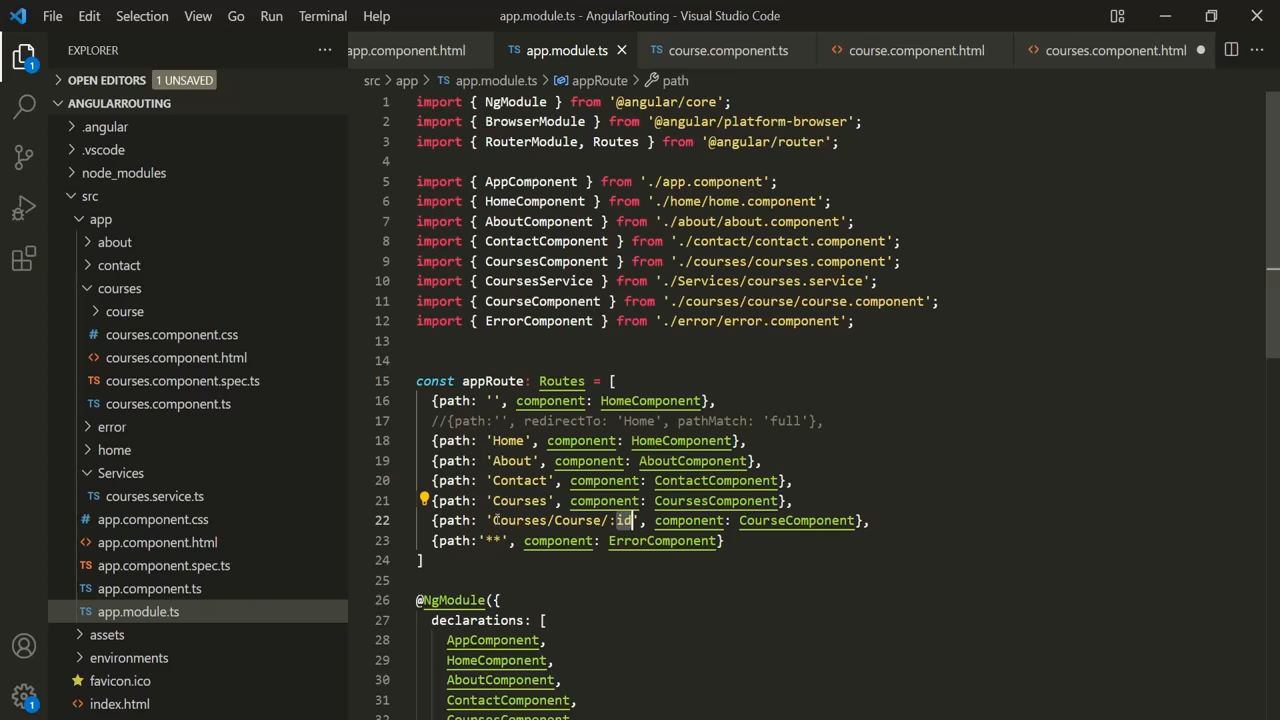 File Edit Selection View Go Run Terminal Help app.module.ts - AngularRouting - Visual Studio Code
EXPLORER
app.component.html app.module.ts TS course.component.ts course.component.html courses.component.html
OPEN EDITORS 1 UNSAVED
src > app > TS app.module.ts > appRoute > path
ANGULARROUTING
.angular
.vscode
node_modules
src
app
about
contact
courses
course
# courses.component.css
<> courses.component.html
TS courses.component.spec.ts
TS courses.component.ts
error
home
Services
TS courses.service.ts
# app.component.css
<> app.component.html
TS app.component.spec.ts
TS app.component.ts
TS app.module.ts
assets
environments
favicon.ico
<> index.html
1
1
1 import { NgModule } from '@angular/core';
2 import { BrowserModule } from '@angular/platform-browser';
3 import { RouterModule, Routes } from '@angular/router';
4
5 import { AppComponent } from './app.component';
6 import { HomeComponent } from './home/home.component';
7 import { AboutComponent } from './about/about.component';
8 import { ContactComponent } from './contact/contact.component';
9 import { CoursesComponent } from './courses/courses.component';
10 import { CoursesService } from './Services/courses.service';
11 import { CourseComponent } from './courses/course/course.component';
12 import { ErrorComponent } from './error/error.component';
13
14
15 const appRoute: Routes = [
16 {path: '', component: HomeComponent},
17 //{path:'', redirectTo: 'Home', pathMatch: 'full'},
18 {path: 'Home', component: HomeComponent},
19 {path: 'About', component: AboutComponent},
20 {path: 'Contact', component: ContactComponent},
21 {path: 'Courses', component: CoursesComponent},
22 {path: 'Courses/Course/:id', component: CourseComponent},
23 {path:'**', component: ErrorComponent}
24 ]
25
26 @NgModule({
27 declarations: [
28 AppComponent,
29 HomeComponent,
30 AboutComponent,
31 ContactComponent,